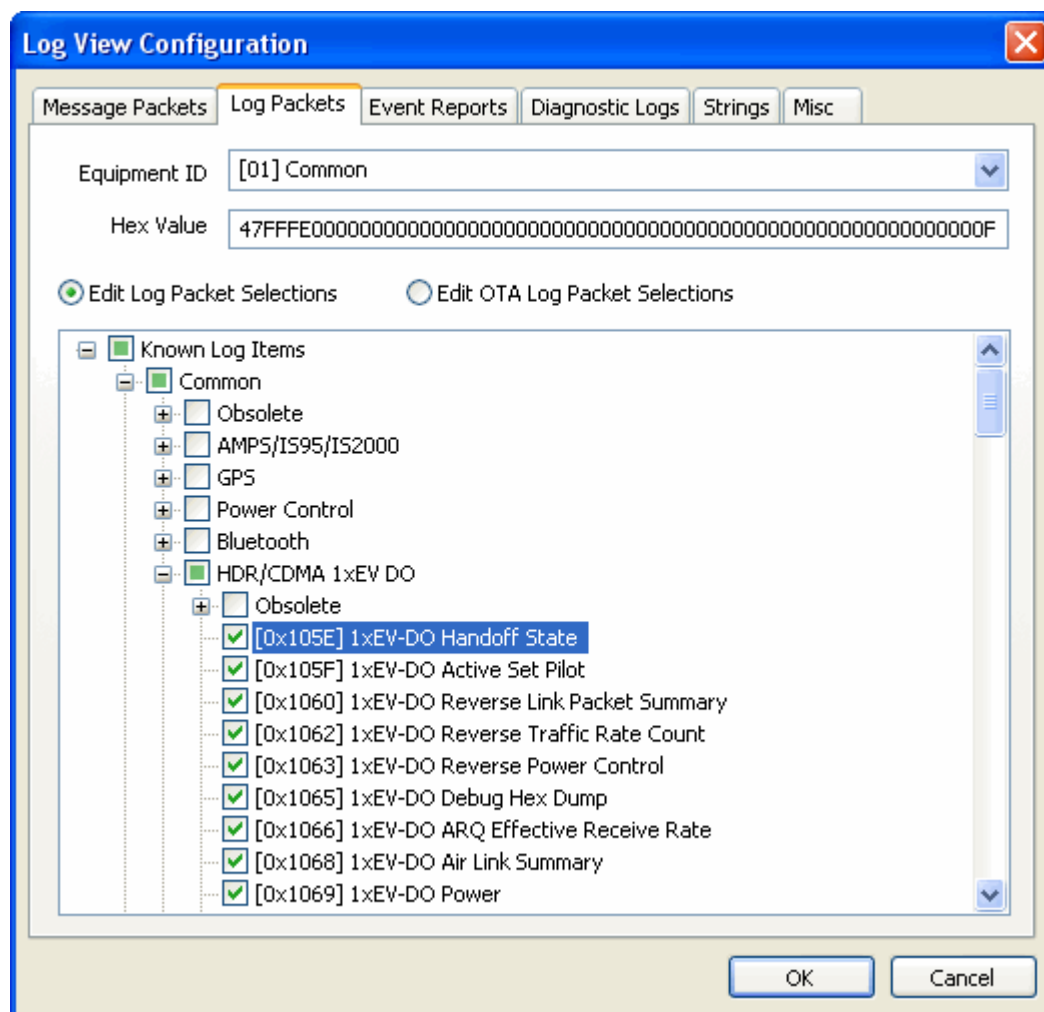 Log View Configuration
Message Packets Log Packets Event Reports Diagnostic Logs Strings Misc
Equipment ID [01] Common
Hex Value 47FFFE000000000000000000000000000000000000000000000000000000F
Edit Log Packet Selections Edit OTA Log Packet Selections
Known Log Items
Common
Obsolete
AMPS/IS95/IS2000
GPS
Power Control
Bluetooth
HDR/CDMA 1xEV DO
Obsolete
[0x105E] 1xEV-DO Handoff State
[0x105F] 1xEV-DO Active Set Pilot
[0x1060] 1xEV-DO Reverse Link Packet Summary
[0x1062] 1xEV-DO Reverse Traffic Rate Count
[0x1063] 1xEV-DO Reverse Power Control
[0x1065] 1xEV-DO Debug Hex Dump
[0x1066] 1xEV-DO ARQ Effective Receive Rate
[0x1068] 1xEV-DO Air Link Summary
[0x1069] 1xEV-DO Power
OK Cancel